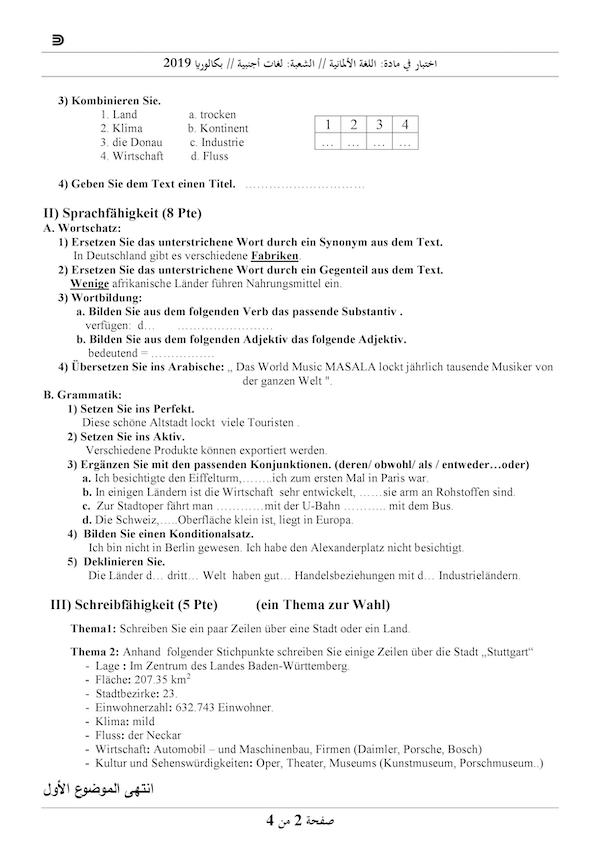 اختبار في مادة: اللغة الألمانية // الشعبة: لغات أجنبية // بكالوريا 2019
3) Kombinieren Sie.
1. Land a. trocken
2. Klima b. Kontinent
3. die Donau c. Industrie
4. Wirtschaft d. Fluss
1 2 3 4
… … … …
4) Geben Sie dem Text einen Titel. …………………………
II) Sprachfähigkeit (8 Pte)
A. Wortschatz:
1) Ersetzen Sie das unterstrichene Wort durch ein Synonym aus dem Text.
In Deutschland gibt es verschiedene Fabriken.
2) Ersetzen Sie das unterstrichene Wort durch ein Gegenteil aus dem Text.
Wenige afrikanische Länder führen Nahrungsmittel ein.
3) Wortbildung:
a. Bilden Sie aus dem folgenden Verb das passende Substantiv .
verfügen: d… ……………………
b. Bilden Sie aus dem folgenden Adjektiv das folgende Adjektiv.
bedeutend = ……………
4) Übersetzen Sie ins Arabische: „ Das World Music MASALA lockt jährlich tausende Musiker von
der ganzen Welt ".
B. Grammatik:
1) Setzen Sie ins Perfekt.
Diese schöne Altstadt lockt viele Touristen .
2) Setzen Sie ins Aktiv.
Verschiedene Produkte können exportiert werden.
3) Ergänzen Sie mit den passenden Konjunktionen. (deren/ obwohl/ als / entweder…oder)
a. Ich besichtigte den Eiffelturm,……..ich zum ersten Mal in Paris war.
b. In einigen Ländern ist die Wirtschaft sehr entwickelt, ……sie arm an Rohstoffen sind.
c. Zur Stadtoper fährt man …………mit der U-Bahn ……….. mit dem Bus.
d. Die Schweiz,…..Oberfläche klein ist, liegt in Europa.
4) Bilden Sie einen Konditionalsatz.
Ich bin nicht in Berlin gewesen. Ich habe den Alexanderplatz nicht besichtigt.
5) Deklinieren Sie.
Die Länder d… dritt… Welt haben gut… Handelsbeziehungen mit d… Industrieländern.
III) Schreibfähigkeit (5 Pte) (ein Thema zur Wahl)
Thema1: Schreiben Sie ein paar Zeilen über eine Stadt oder ein Land.
Thema 2: Anhand folgender Stichpunkte schreiben Sie einige Zeilen über die Stadt „Stuttgart“
- Lage : Im Zentrum des Landes Baden-Württemberg.
- Fläche: 207.35 km²
- Stadtbezirke: 23.
- Einwohnerzahl: 632.743 Einwohner.
- Klima: mild
- Fluss: der Neckar
- Wirtschaft: Automobil – und Maschinenbau, Firmen (Daimler, Porsche, Bosch)
- Kultur und Sehenswürdigkeiten: Oper, Theater, Museums (Kunstmuseum, Porschmuseum..)
انتهى الموضوع الأول
صفحة 2 من 4